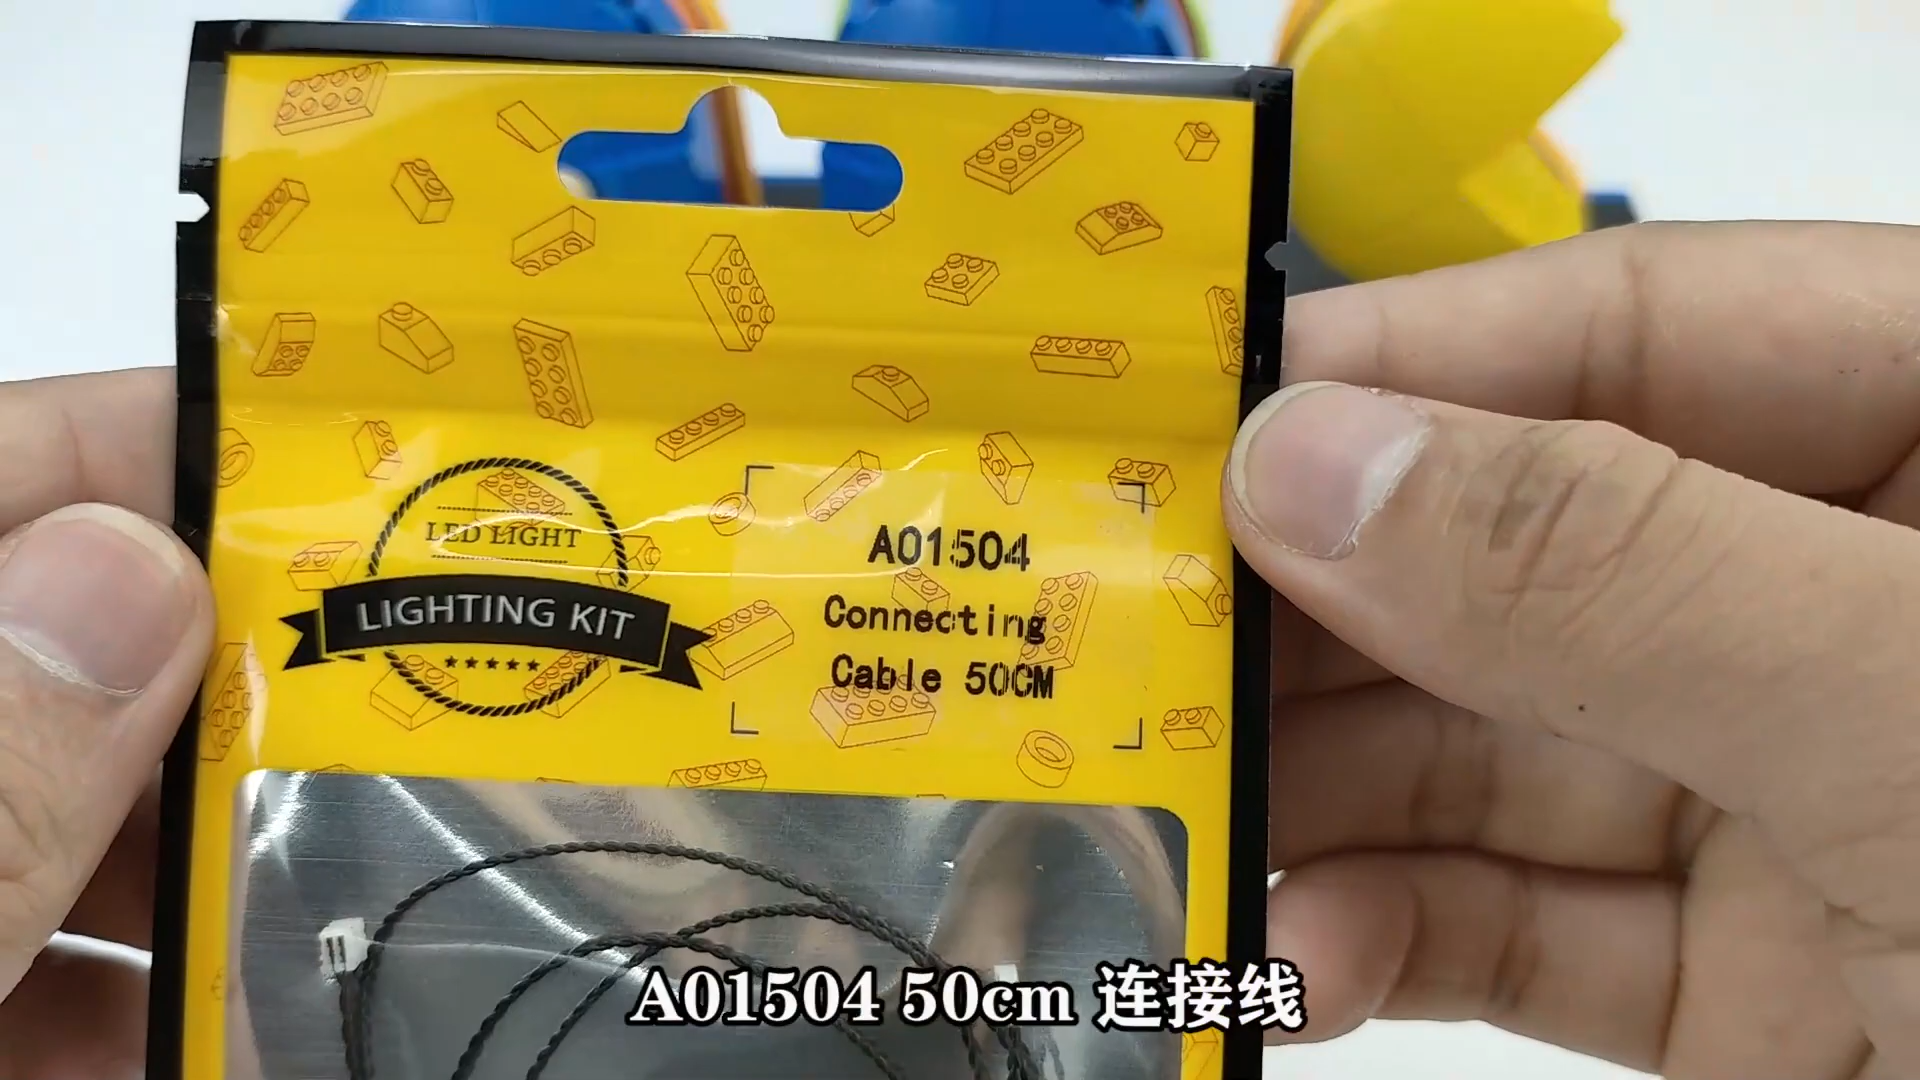 LED LIGHT
LIGHTING KIT
A01504
Connecting
Cable 50CM
A01504 50cm 连接线